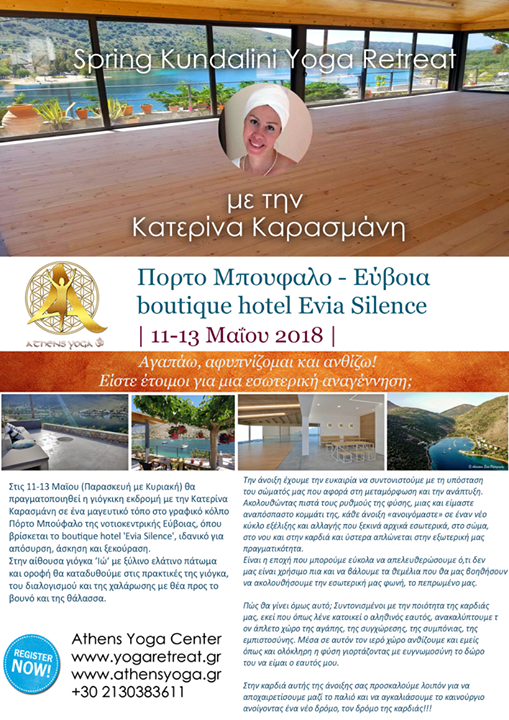 Spring Kundalini Yoga Retreat
με την
Κατερίνα Καρασμάνη
Πορτο Μπουφαλο - Εύβοια
boutique hotel Evia Silence
| 11-13 Μαΐου 2018 |
ATHENS YOGA
Αγαπάω, αφυπνίζομαι και ανθίζω!
Είστε έτοιμοι για μια εσωτερική αναγέννηση;
Στις 11-13 Μαΐου (Παρασκευή με Κυριακή) θα
πραγματοποιηθεί η γιόγκικη εκδρομή με την Κατερίνα
Καρασμάνη σε ένα μαγευτικό τόπο στο γραφικό κόλπο
Πόρτο Μπούφαλο της νοτιοκεντρικής Εύβοιας, όπου
βρίσκεται το boutique hotel 'Evia Silence', ιδανικό για
απόσυρση, άσκηση και ξεκούραση.
Στην αίθουσα γιόγκα 'Ιώ' με ξύλινο ελάτινο πάτωμα
και οροφή θα καταδυθούμε στις πρακτικές της γιόγκα,
του διαλογισμού και της χαλάρωσης με θέα προς το
βουνό και της θάλασσα.
Την άνοιξη έχουμε την ευκαιρία να συντονιστούμε με τη υπόσταση
του σώματός μας που αφορά στη μεταμόρφωση και την ανάπτυξη.
Ακολουθώντας πιστά τους ρυθμούς της φύσης, μιας και είμαστε
αναπόσπαστο κομμάτι της, κάθε άνοιξη «ανοιγόμαστε» σε έναν νέο
κύκλο εξέλιξης και αλλαγής που ξεκινά αρχικά εσωτερικά, στο σώμα,
στο νου και στην καρδιά και ύστερα απλώνεται στην εξωτερική μας
πραγματικότητα.
Είναι η εποχή που μπορούμε εύκολα να απελευθερώσουμε ό,τι δεν
μας είναι χρήσιμο πια και να βάλουμε τα θεμέλια που θα μας βοηθήσουν
να ακολουθήσουμε την εσωτερική μας φωνή, το πεπρωμένο μας.
Πώς θα γίνει όμως αυτό; Συντονισμένοι με την ποιότητα της καρδιάς
μας, εκεί που όπως λένε κατοικεί ο αληθινός εαυτός, ανακαλύπτουμε τ
ον άπλετο χώρο της αγάπης, της συγχώρεσης, της συμπόνιας, της
εμπιστοσύνης. Μέσα σε αυτόν τον ιερό χώρο ανθίζουμε και εμείς
όπως και ολόκληρη η φύση γιορτάζοντας με ευγνωμοσύνη το δώρο
του να είμαι ο εαυτό μου.
Στην καρδιά αυτής της άνοιξης σας προσκαλούμε λοιπόν για να
αποχαιρετίσουμε μαζί το παλιό και να αγκαλιάσουμε το καινούργιο
ανοίγοντας ένα νέο δρόμο, τον δρόμο της καρδιάς!!!
REGISTER
NOW!
Athens Yoga Center
www.yogaretreat.gr
www.athensyoga.gr
+30 2130383611